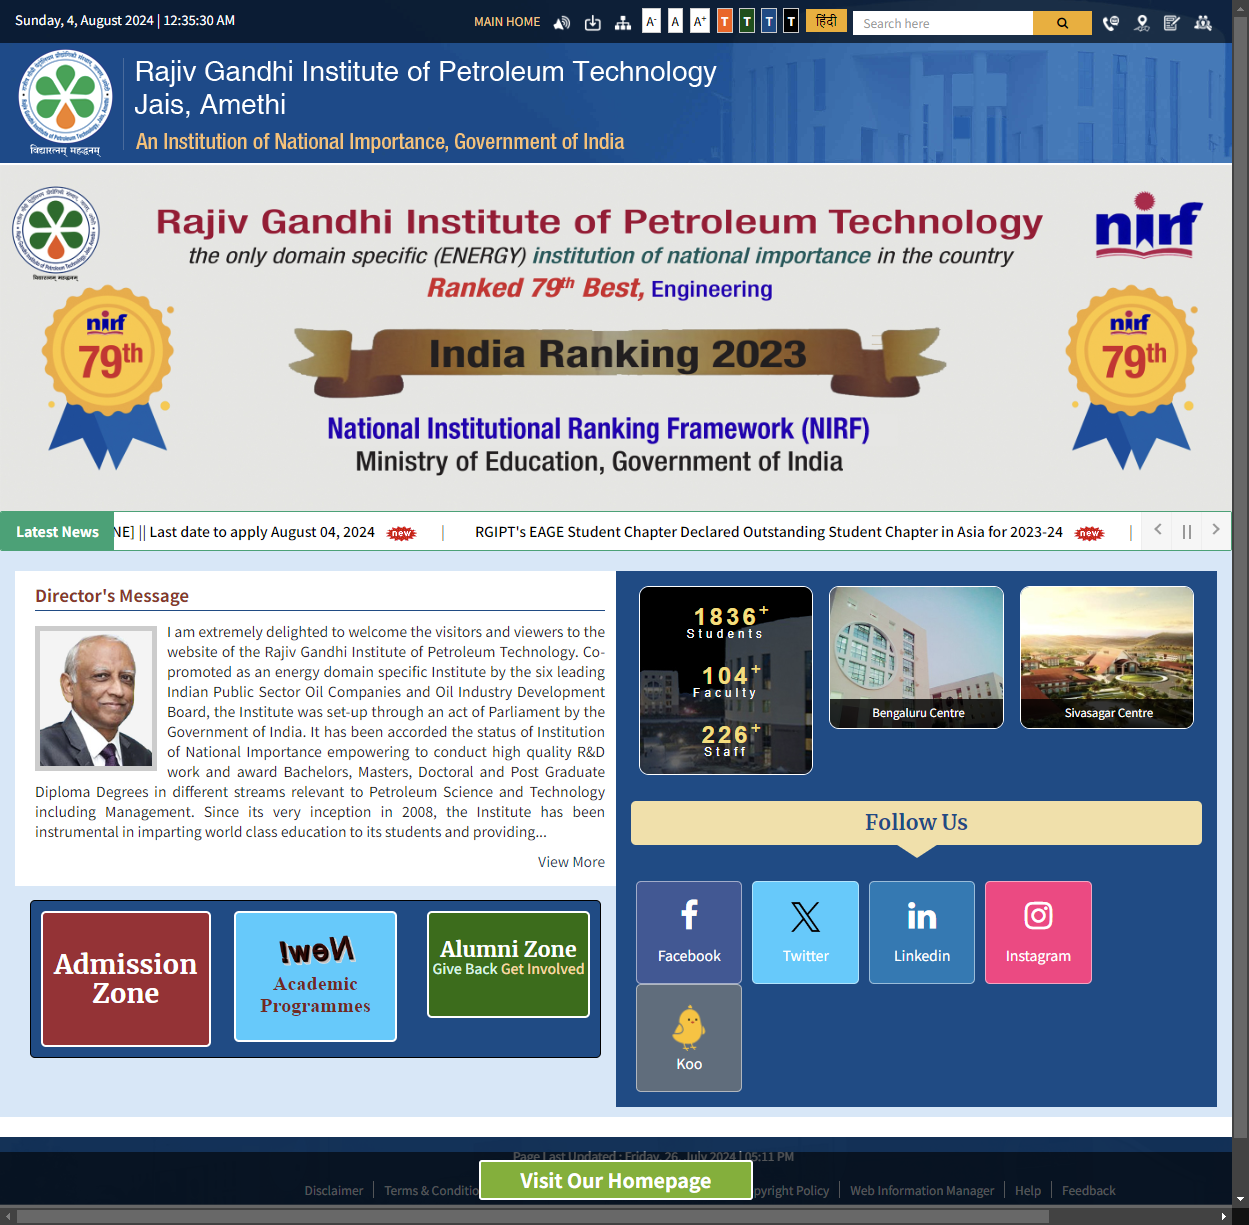 Sunday, 4, August 2024 | 12:35:30 AM
MAIN HOME
A- A A+ T T T T हिंदी
Search here
Rajiv Gandhi Institute of Petroleum Technology
Jais, Amethi
An Institution of National Importance, Government of India
विद्यारत्नम् महद्धनम्
Rajiv Gandhi Institute of Petroleum Technology
the only domain specific (ENERGY) institution of national importance in the country
Ranked 79th Best, Engineering
nirf
nirf
79th
nirf
79th
India Ranking 2023
National Institutional Ranking Framework (NIRF)
Ministry of Education, Government of India
Latest News
NE] || Last date to apply August 04, 2024 new | RGIPT's EAGE Student Chapter Declared Outstanding Student Chapter in Asia for 2023-24 new |
Director's Message
I am extremely delighted to welcome the visitors and viewers to the
website of the Rajiv Gandhi Institute of Petroleum Technology. Co-
promoted as an energy domain specific Institute by the six leading
Indian Public Sector Oil Companies and Oil Industry Development
Board, the Institute was set-up through an act of Parliament by the
Government of India. It has been accorded the status of Institution
of National Importance empowering to conduct high quality R&D
work and award Bachelors, Masters, Doctoral and Post Graduate
Diploma Degrees in different streams relevant to Petroleum Science and Technology
including Management. Since its very inception in 2008, the Institute has been
instrumental in imparting world class education to its students and providing...
View More
Admission
Zone
New!
Academic
Programmes
Alumni Zone
Give Back Get Involved
1836+
Students
104+
Faculty
226+
Staff
Bengaluru Centre
Sivasagar Centre
Follow Us
Facebook
Twitter
Linkedin
Instagram
Koo
Page Last Updated : Friday, 26, July 2024 | 05:11 PM
Disclaimer | Terms & Conditio
Visit Our Homepage
pyright Policy | Web Information Manager | Help | Feedback